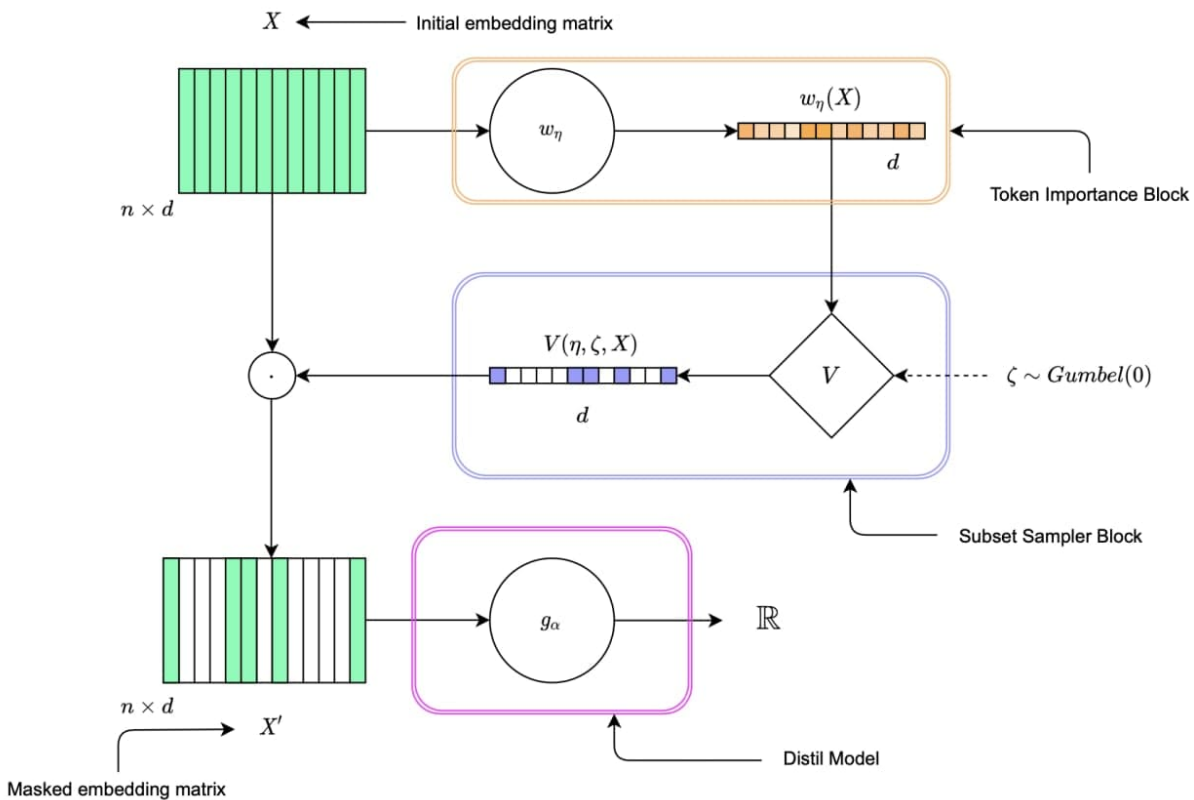 X
Initial embedding matrix
w_η(X)
w_η
d
n × d
Token Importance Block
V(η, ζ, X)
V
ζ ∼ Gumbel(0)
.
d
Subset Sampler Block
g_α
ℝ
n × d
X′
Distil Model
Masked embedding matrix